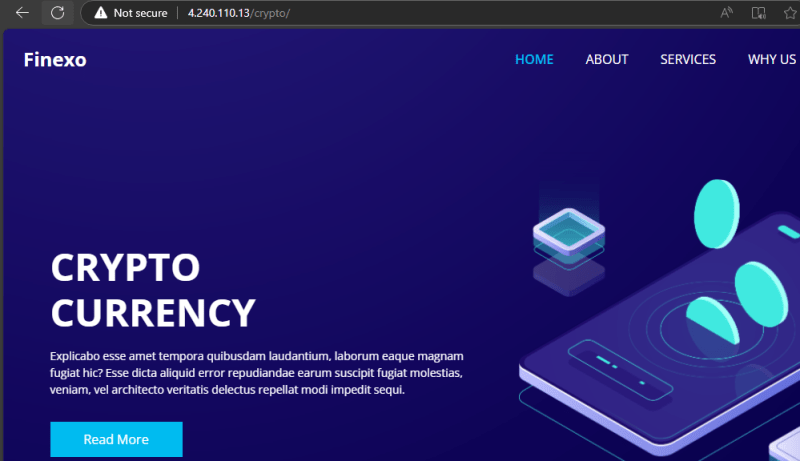 Not secure 4.240.110.13/crypto/
Finexo
HOME ABOUT SERVICES WHY US
CRYPTO
CURRENCY
Explicabo esse amet tempora quibusdam laudantium, laborum eaque magnam
fugiat hic? Esse dicta aliquid error repudiandae earum suscipit fugiat molestias,
veniam, vel architecto veritatis delectus repellat modi impedit sequi.
Read More